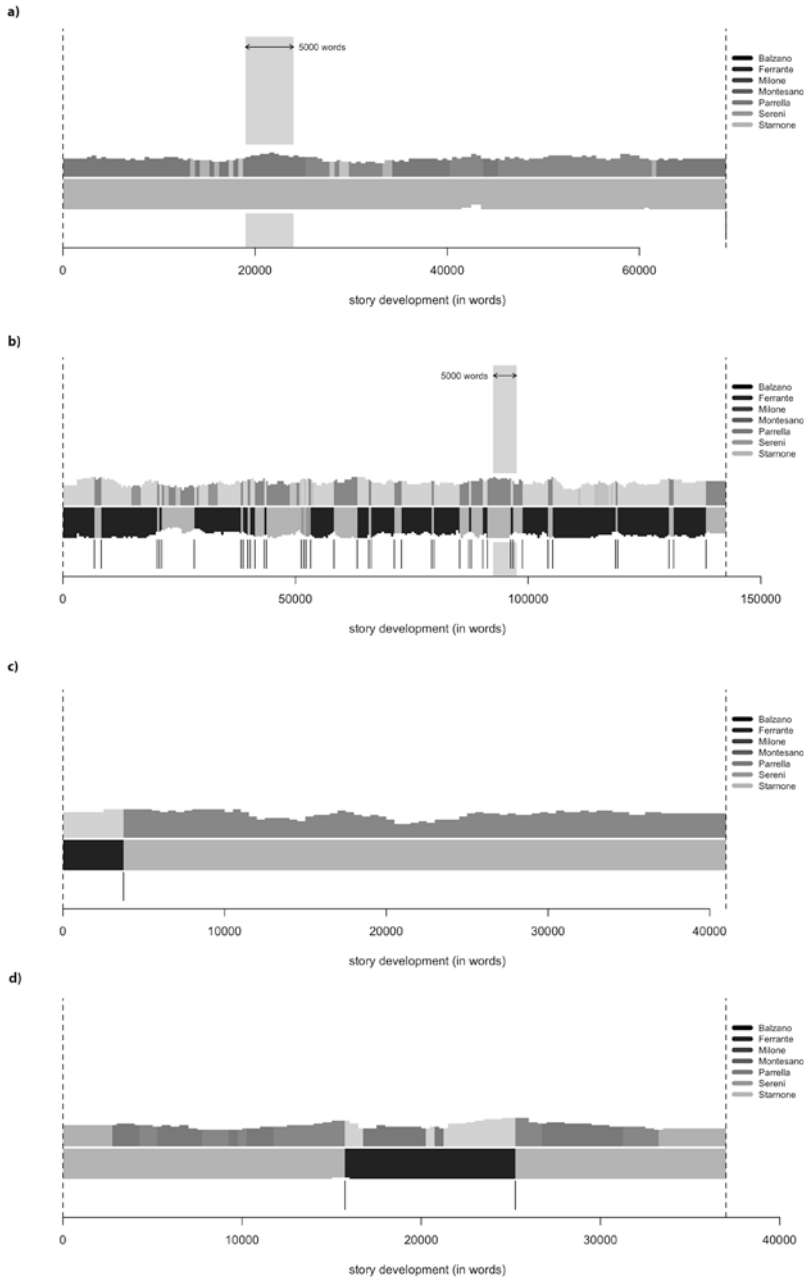 a)
5000 words
Balzano
Ferrante
Milone
Montesano
Parrella
Sereni
Starnone
0 20000 40000 60000
story development (in words)
b)
5000 words
Balzano
Ferrante
Milone
Montesano
Parrella
Sereni
Starnone
0 50000 100000 150000
story development (in words)
c)
Balzano
Ferrante
Milone
Montesano
Parrella
Sereni
Starnone
0 10000 20000 30000 40000
story development (in words)
d)
Balzano
Ferrante
Milone
Montesano
Parrella
Sereni
Starnone
0 10000 20000 30000 40000
story development (in words)